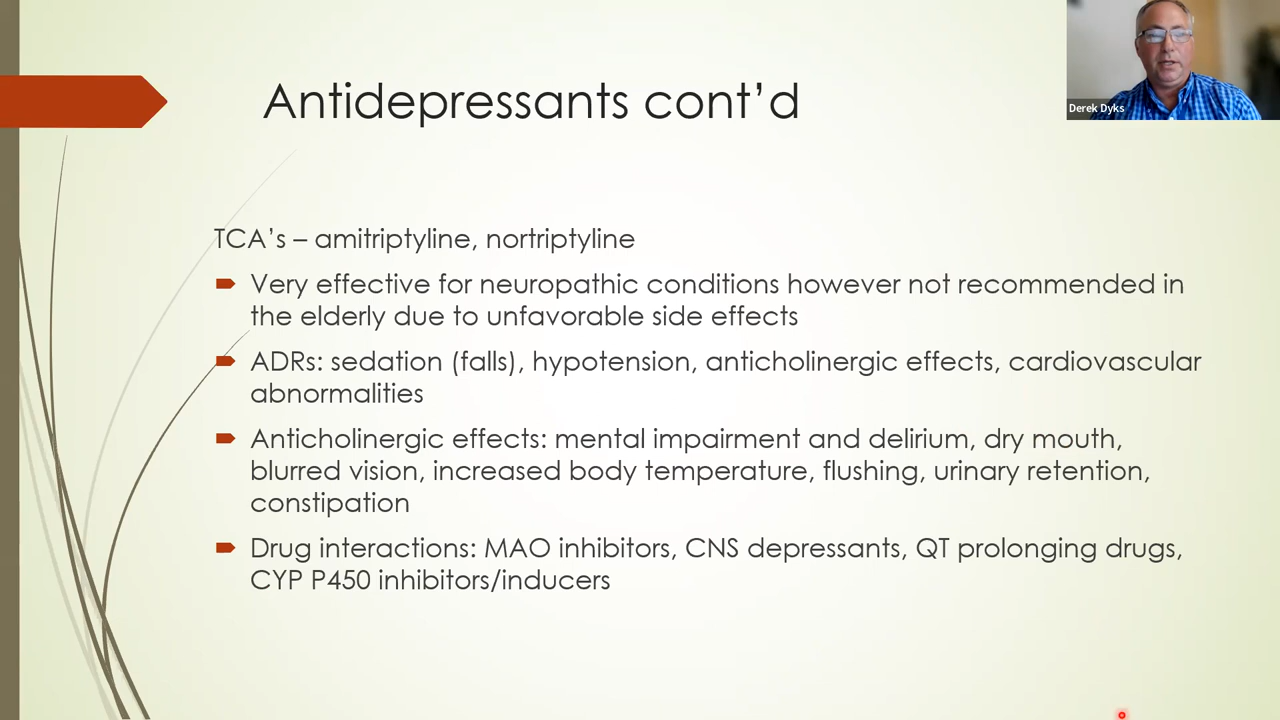 Antidepressants cont’d
Derek Dyks
TCA’s – amitriptyline, nortriptyline
Very effective for neuropathic conditions however not recommended in
the elderly due to unfavorable side effects
ADRs: sedation (falls), hypotension, anticholinergic effects, cardiovascular
abnormalities
Anticholinergic effects: mental impairment and delirium, dry mouth,
blurred vision, increased body temperature, flushing, urinary retention,
constipation
Drug interactions: MAO inhibitors, CNS depressants, QT prolonging drugs,
CYP P450 inhibitors/inducers